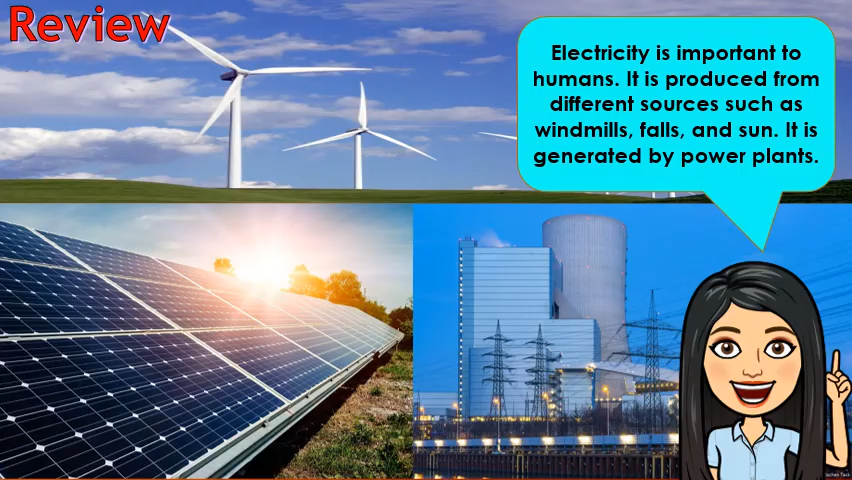 Review
Electricity is important to
humans. It is produced from
different sources such as
windmills, falls, and sun. It is
generated by power plants.